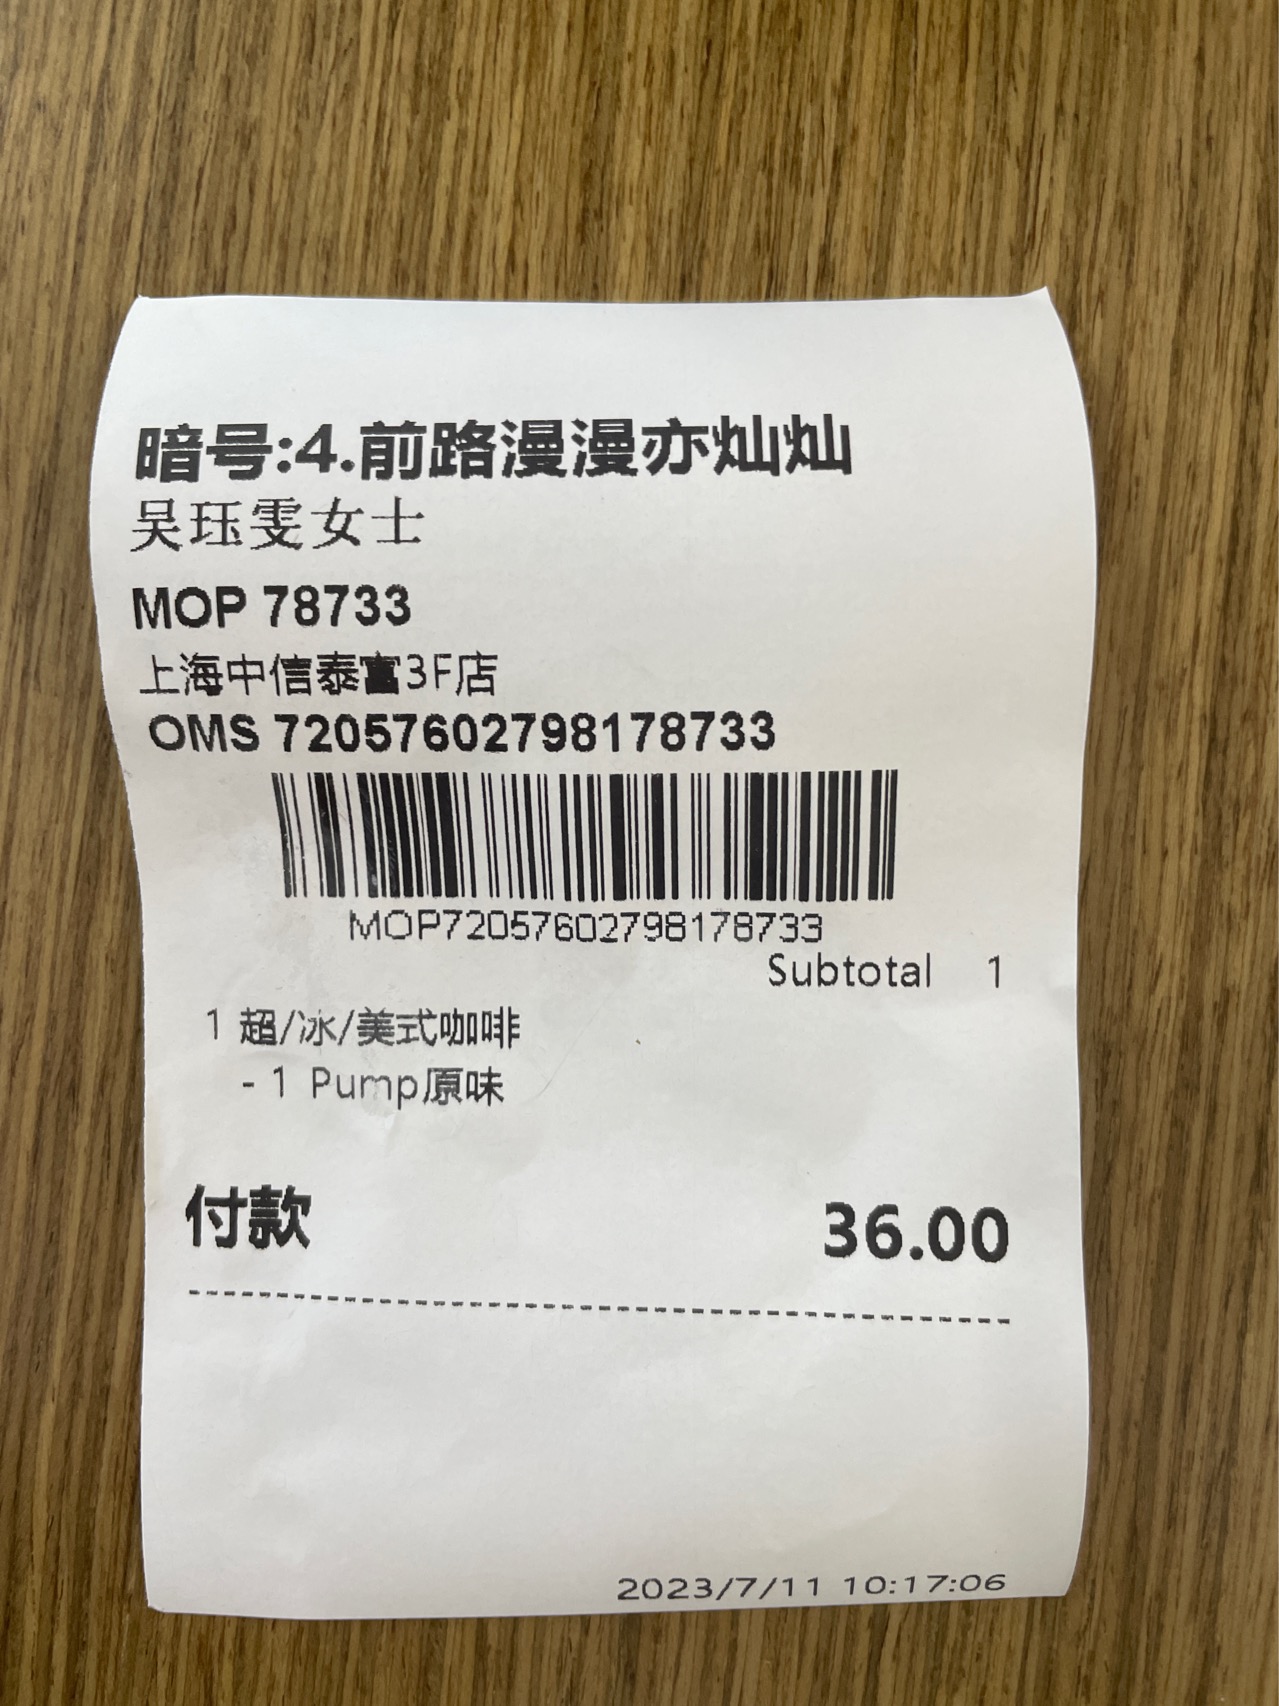 暗号:4.前路漫漫亦灿灿
吴珏雯女士
MOP 78733
上海中信泰富3F店
OMS 72057602798178733
MOP72057602798178733
Subtotal 1
1 超/冰/美式咖啡
- 1 Pump原味
付款 36.00
2023/7/11 10:17:06